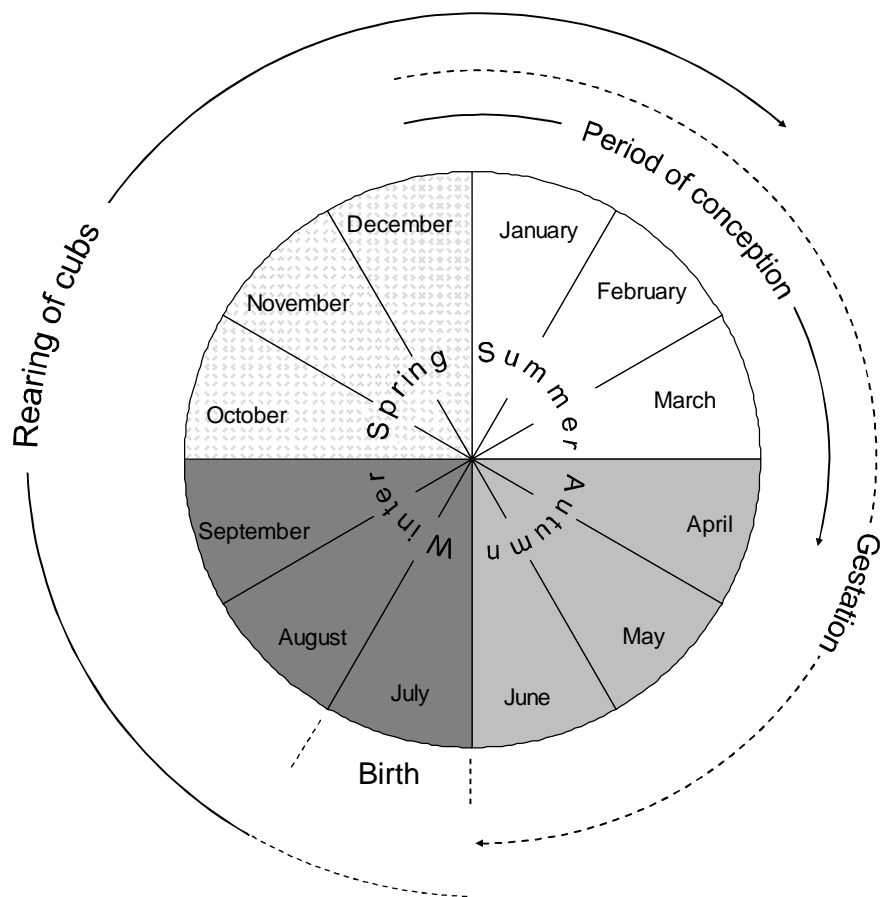 Period of conception
Rearing of cubs
Gestation
Birth
January
February
March
April
May
June
July
August
September
October
November
December
Summer
Autumn
Winter
Spring